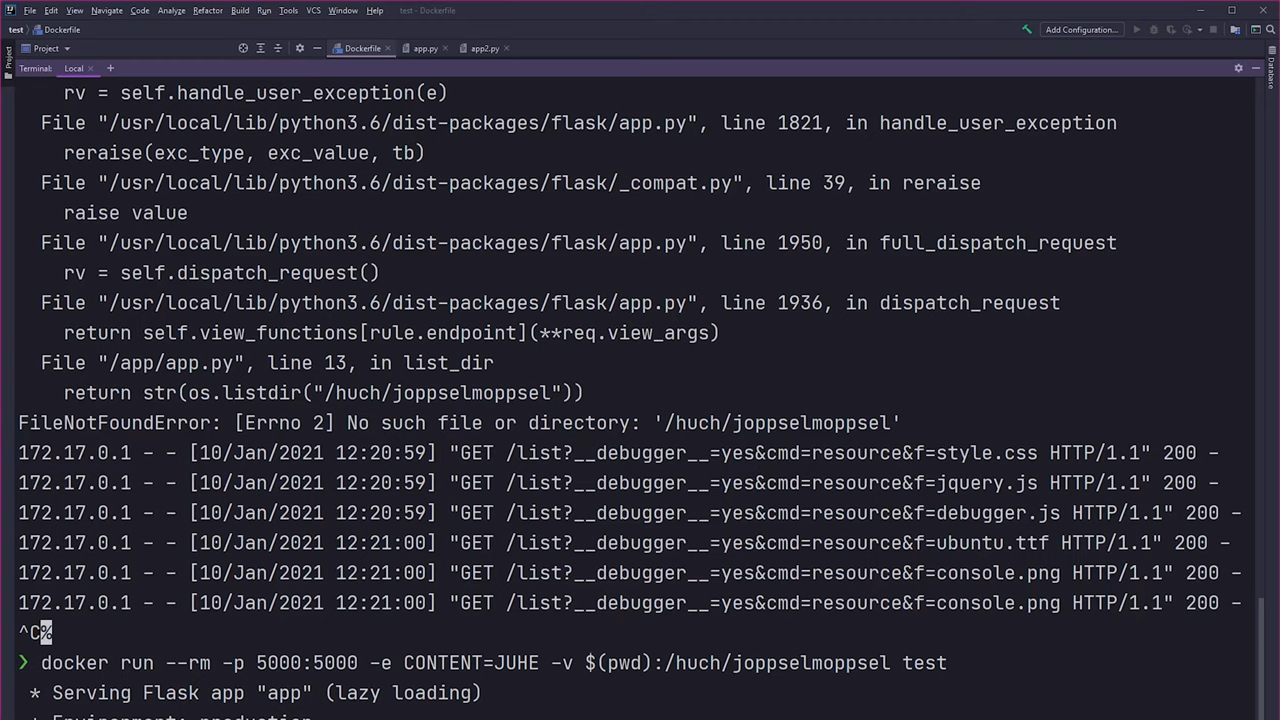 File Edit View Navigate Code Analyze Refactor Build Run Tools VCS Window Help test - Dockerfile
test Dockerfile Add Configuration...
Project Dockerfile app.py app2.py
Project
Database
Terminal: Local +
rv = self.handle_user_exception(e)
File "/usr/local/lib/python3.6/dist-packages/flask/app.py", line 1821, in handle_user_exception
reraise(exc_type, exc_value, tb)
File "/usr/local/lib/python3.6/dist-packages/flask/_compat.py", line 39, in reraise
raise value
File "/usr/local/lib/python3.6/dist-packages/flask/app.py", line 1950, in full_dispatch_request
rv = self.dispatch_request()
File "/usr/local/lib/python3.6/dist-packages/flask/app.py", line 1936, in dispatch_request
return self.view_functions[rule.endpoint](**req.view_args)
File "/app/app.py", line 13, in list_dir
return str(os.listdir("/huch/joppselmoppsel"))
FileNotFoundError: [Errno 2] No such file or directory: '/huch/joppselmoppsel'
172.17.0.1 - - [10/Jan/2021 12:20:59] "GET /list?__debugger__=yes&cmd=resource&f=style.css HTTP/1.1" 200 -
172.17.0.1 - - [10/Jan/2021 12:20:59] "GET /list?__debugger__=yes&cmd=resource&f=jquery.js HTTP/1.1" 200 -
172.17.0.1 - - [10/Jan/2021 12:20:59] "GET /list?__debugger__=yes&cmd=resource&f=debugger.js HTTP/1.1" 200 -
172.17.0.1 - - [10/Jan/2021 12:21:00] "GET /list?__debugger__=yes&cmd=resource&f=ubuntu.ttf HTTP/1.1" 200 -
172.17.0.1 - - [10/Jan/2021 12:21:00] "GET /list?__debugger__=yes&cmd=resource&f=console.png HTTP/1.1" 200 -
172.17.0.1 - - [10/Jan/2021 12:21:00] "GET /list?__debugger__=yes&cmd=resource&f=console.png HTTP/1.1" 200 -
^C%
❯ docker run --rm -p 5000:5000 -e CONTENT=JUHE -v $(pwd):/huch/joppselmoppsel test
* Serving Flask app "app" (lazy loading)
* Environment: production